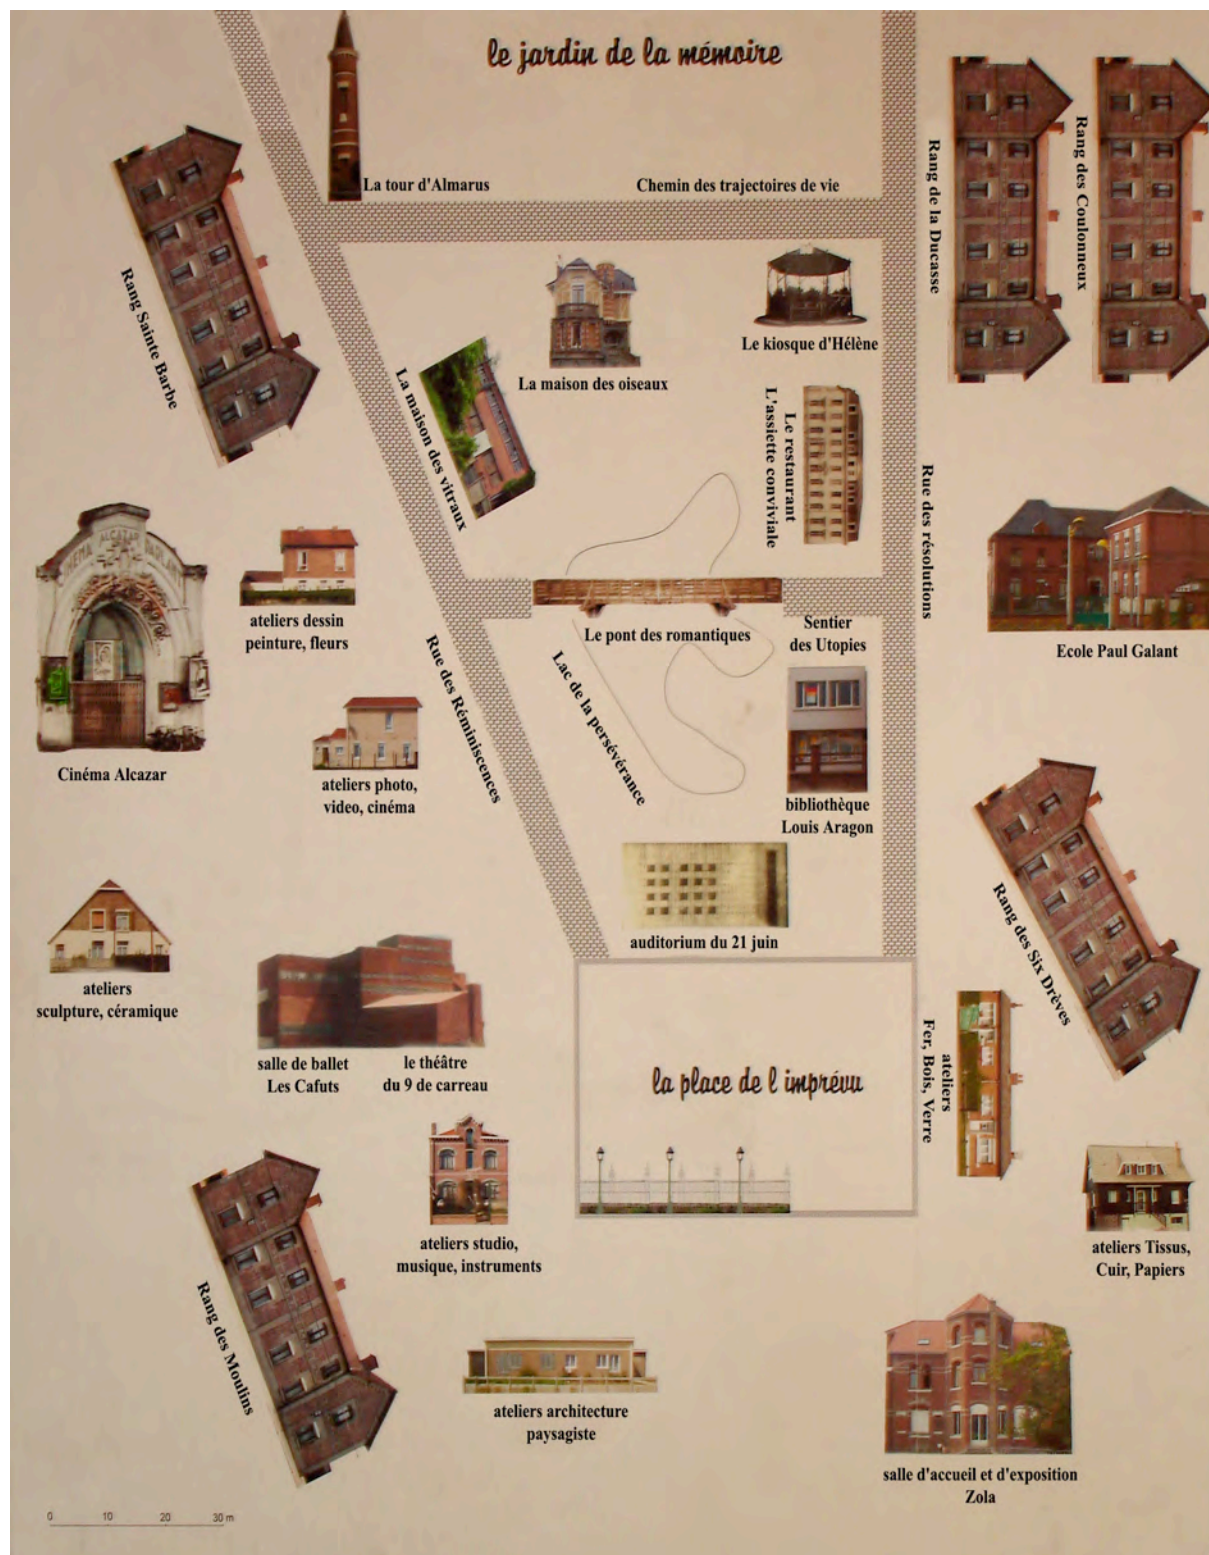 le jardin de la mémoire
La tour d'Almarus
Chemin des trajectoires de vie
Rang de la Ducasse
Rang des Coulonneux
Rang Sainte Barbe
La maison des vitraux
La maison des oiseaux
Le kiosque d'Hélène
Le restaurant
L'assiette conviviale
Rue des résolutions
CINEMA ALCAZAR
ateliers dessin
peinture, fleurs
Le pont des romantiques
Sentier
des Utopies
Ecole Paul Galant
Rue des Réminiscences
Lac de la persévérance
Cinéma Alcazar
ateliers photo,
video, cinéma
bibliothèque
Louis Aragon
auditorium du 21 juin
Rang des Six Drèves
ateliers
sculpture, céramique
salle de ballet
Les Cafuts
le théâtre
du 9 de carreau
la place de l imprévu
ateliers
Fer, Bois, Verre
ateliers studio,
musique, instruments
ateliers Tissus,
Cuir, Papiers
Rang des Moulins
ateliers architecture
paysagiste
salle d'accueil et d'exposition
Zola
0 10 20 30 m